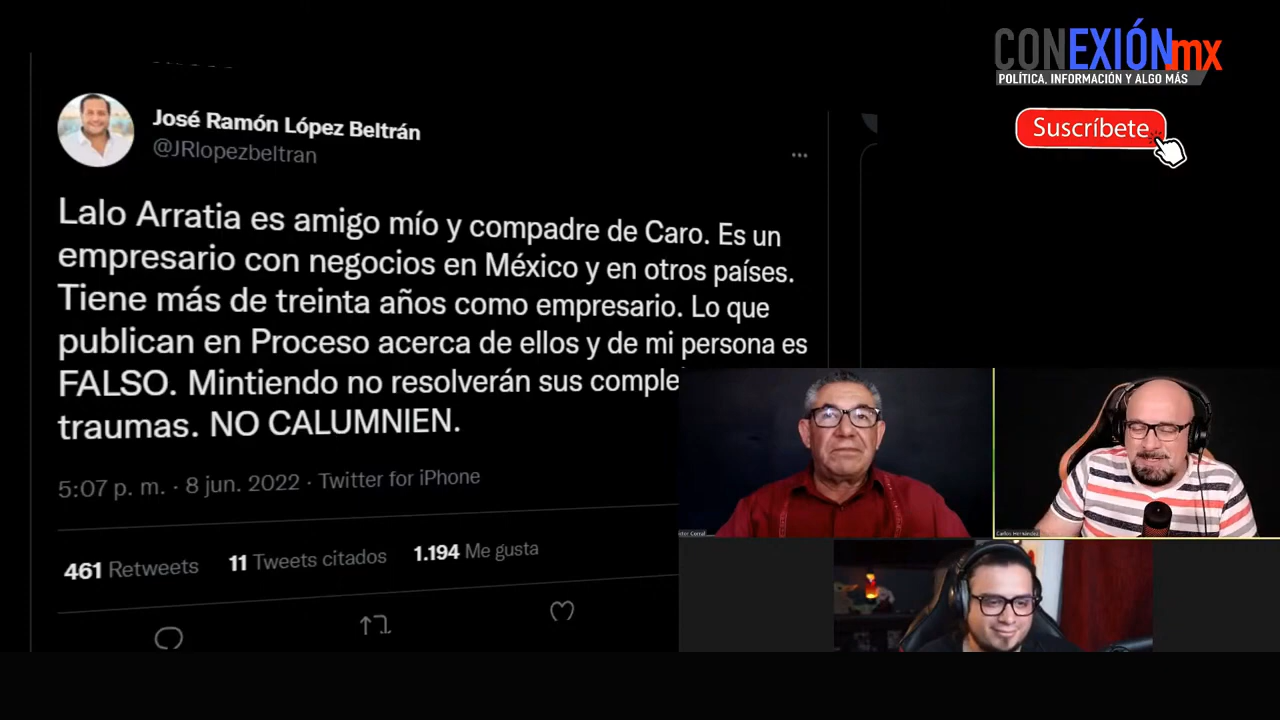 CONEXIÓNmx
POLÍTICA, INFORMACIÓN Y ALGO MÁS
Suscríbete
José Ramón López Beltrán
@JRlopezbeltran
Lalo Arratia es amigo mío y compadre de Caro. Es un
empresario con negocios en México y en otros países.
Tiene más de treinta años como empresario. Lo que
publican en Proceso acerca de ellos y de mi persona es
FALSO. Mintiendo no resolverán sus comple
traumas. NO CALUMNIEN.
5:07 p. m. · 8 jun. 2022 · Twitter for iPhone
461 Retweets 11 Tweets citados 1.194 Me gusta
Carlos Hernández